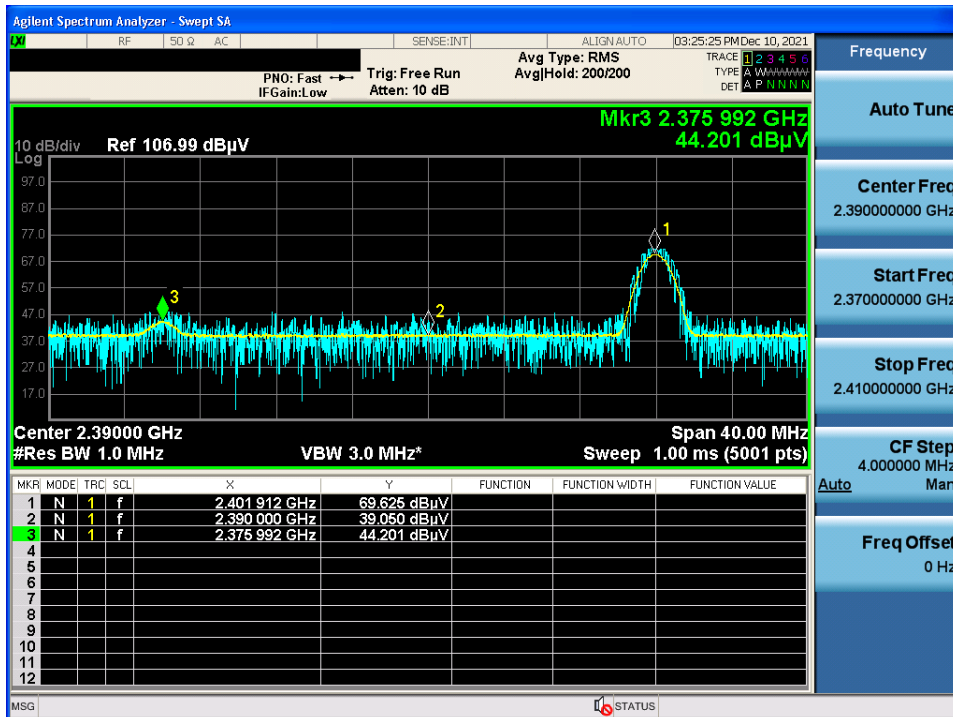 Agilent Spectrum Analyzer - Swept SA
LXI RF 50 Ω AC SENSE:INT ALIGN AUTO 03:25:25 PM Dec 10, 2021
PNO: Fast Trig: Free Run Avg Type: RMS TRACE 1 2 3 4 5 6
IFGain:Low Atten: 10 dB Avg|Hold: 200/200 TYPE A WWWWW
DET A P N N N N
Mkr3 2.375 992 GHz
44.201 dBµV
10 dB/div Ref 106.99 dBµV
Log
97.0
87.0
77.0
67.0
57.0
47.0
37.0
27.0
17.0
1
2
3
Center 2.39000 GHz Span 40.00 MHz
#Res BW 1.0 MHz VBW 3.0 MHz* Sweep 1.00 ms (5001 pts)
MKR MODE TRC SCL X Y FUNCTION FUNCTION WIDTH FUNCTION VALUE
1 N 1 f 2.401 912 GHz 69.625 dBµV
2 N 1 f 2.390 000 GHz 39.050 dBµV
3 N 1 f 2.375 992 GHz 44.201 dBµV
4
5
6
7
8
9
10
11
12
MSG STATUS
Frequency
Auto Tune
Center Freq
2.390000000 GHz
Start Freq
2.370000000 GHz
Stop Freq
2.410000000 GHz
CF Step
4.000000 MHz
Auto Man
Freq Offset
0 Hz